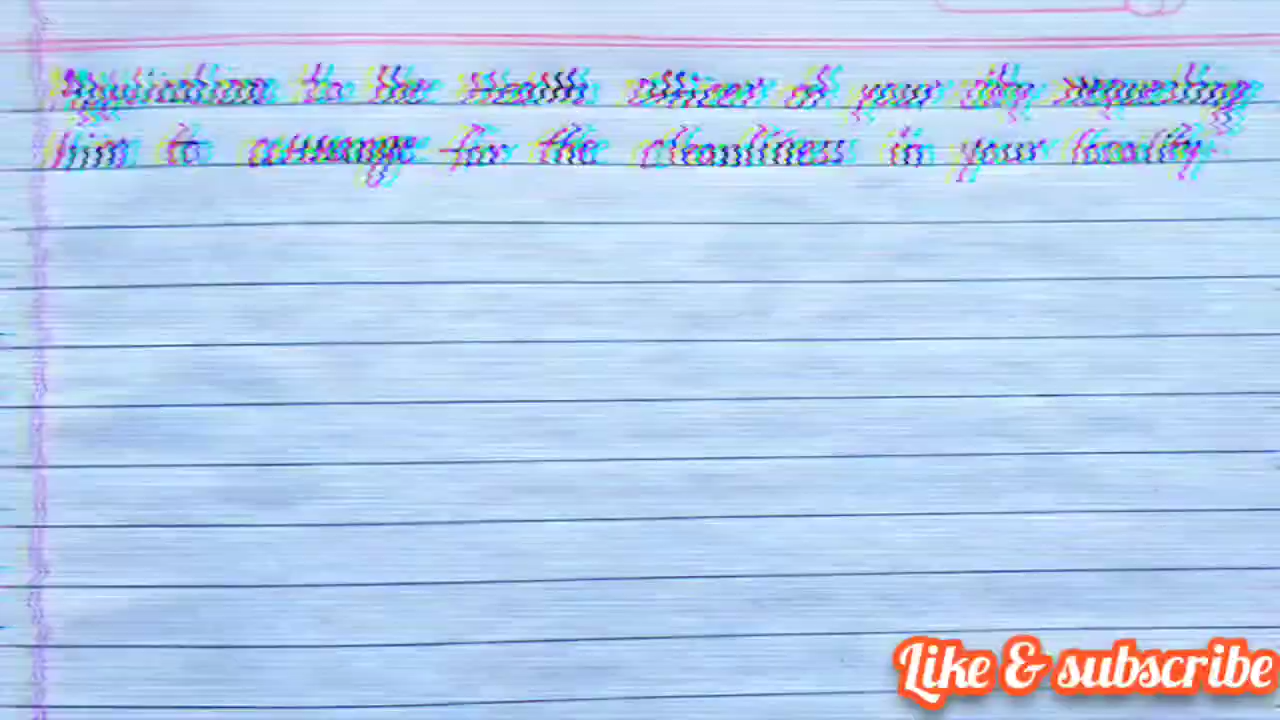 Application to the Health officer of your city requesting
him to arrange for the cleanliness in your locality.
Like & subscribe